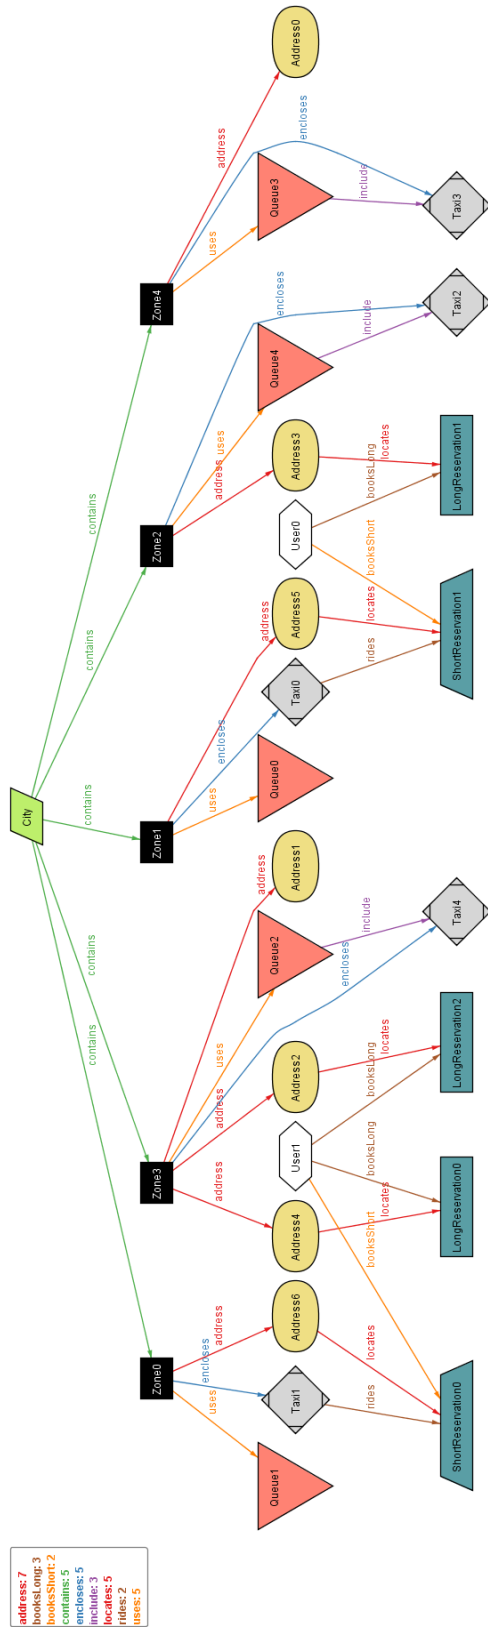 City
contains
contains
contains
contains
contains
Zone0
Zone3
Zone1
Zone2
Zone4
uses
encloses
address
address
address
uses
address
encloses
uses
encloses
address
address
uses
encloses
uses
encloses
address
Queue1
Taxi1
Address6
Address4
User1
Address2
Queue2
Address1
Queue0
Taxi0
Address5
User0
Address3
Queue4
Queue3
Address0
rides
locates
booksShort
locates
booksLong
booksLong
locates
include
rides
locates
booksShort
booksLong
locates
include
include
ShortReservation0
LongReservation0
LongReservation2
Taxi4
ShortReservation1
LongReservation1
Taxi2
Taxi3
address: 7
booksLong: 3
booksShort: 2
contains: 5
encloses: 5
include: 3
locates: 5
rides: 2
uses: 5